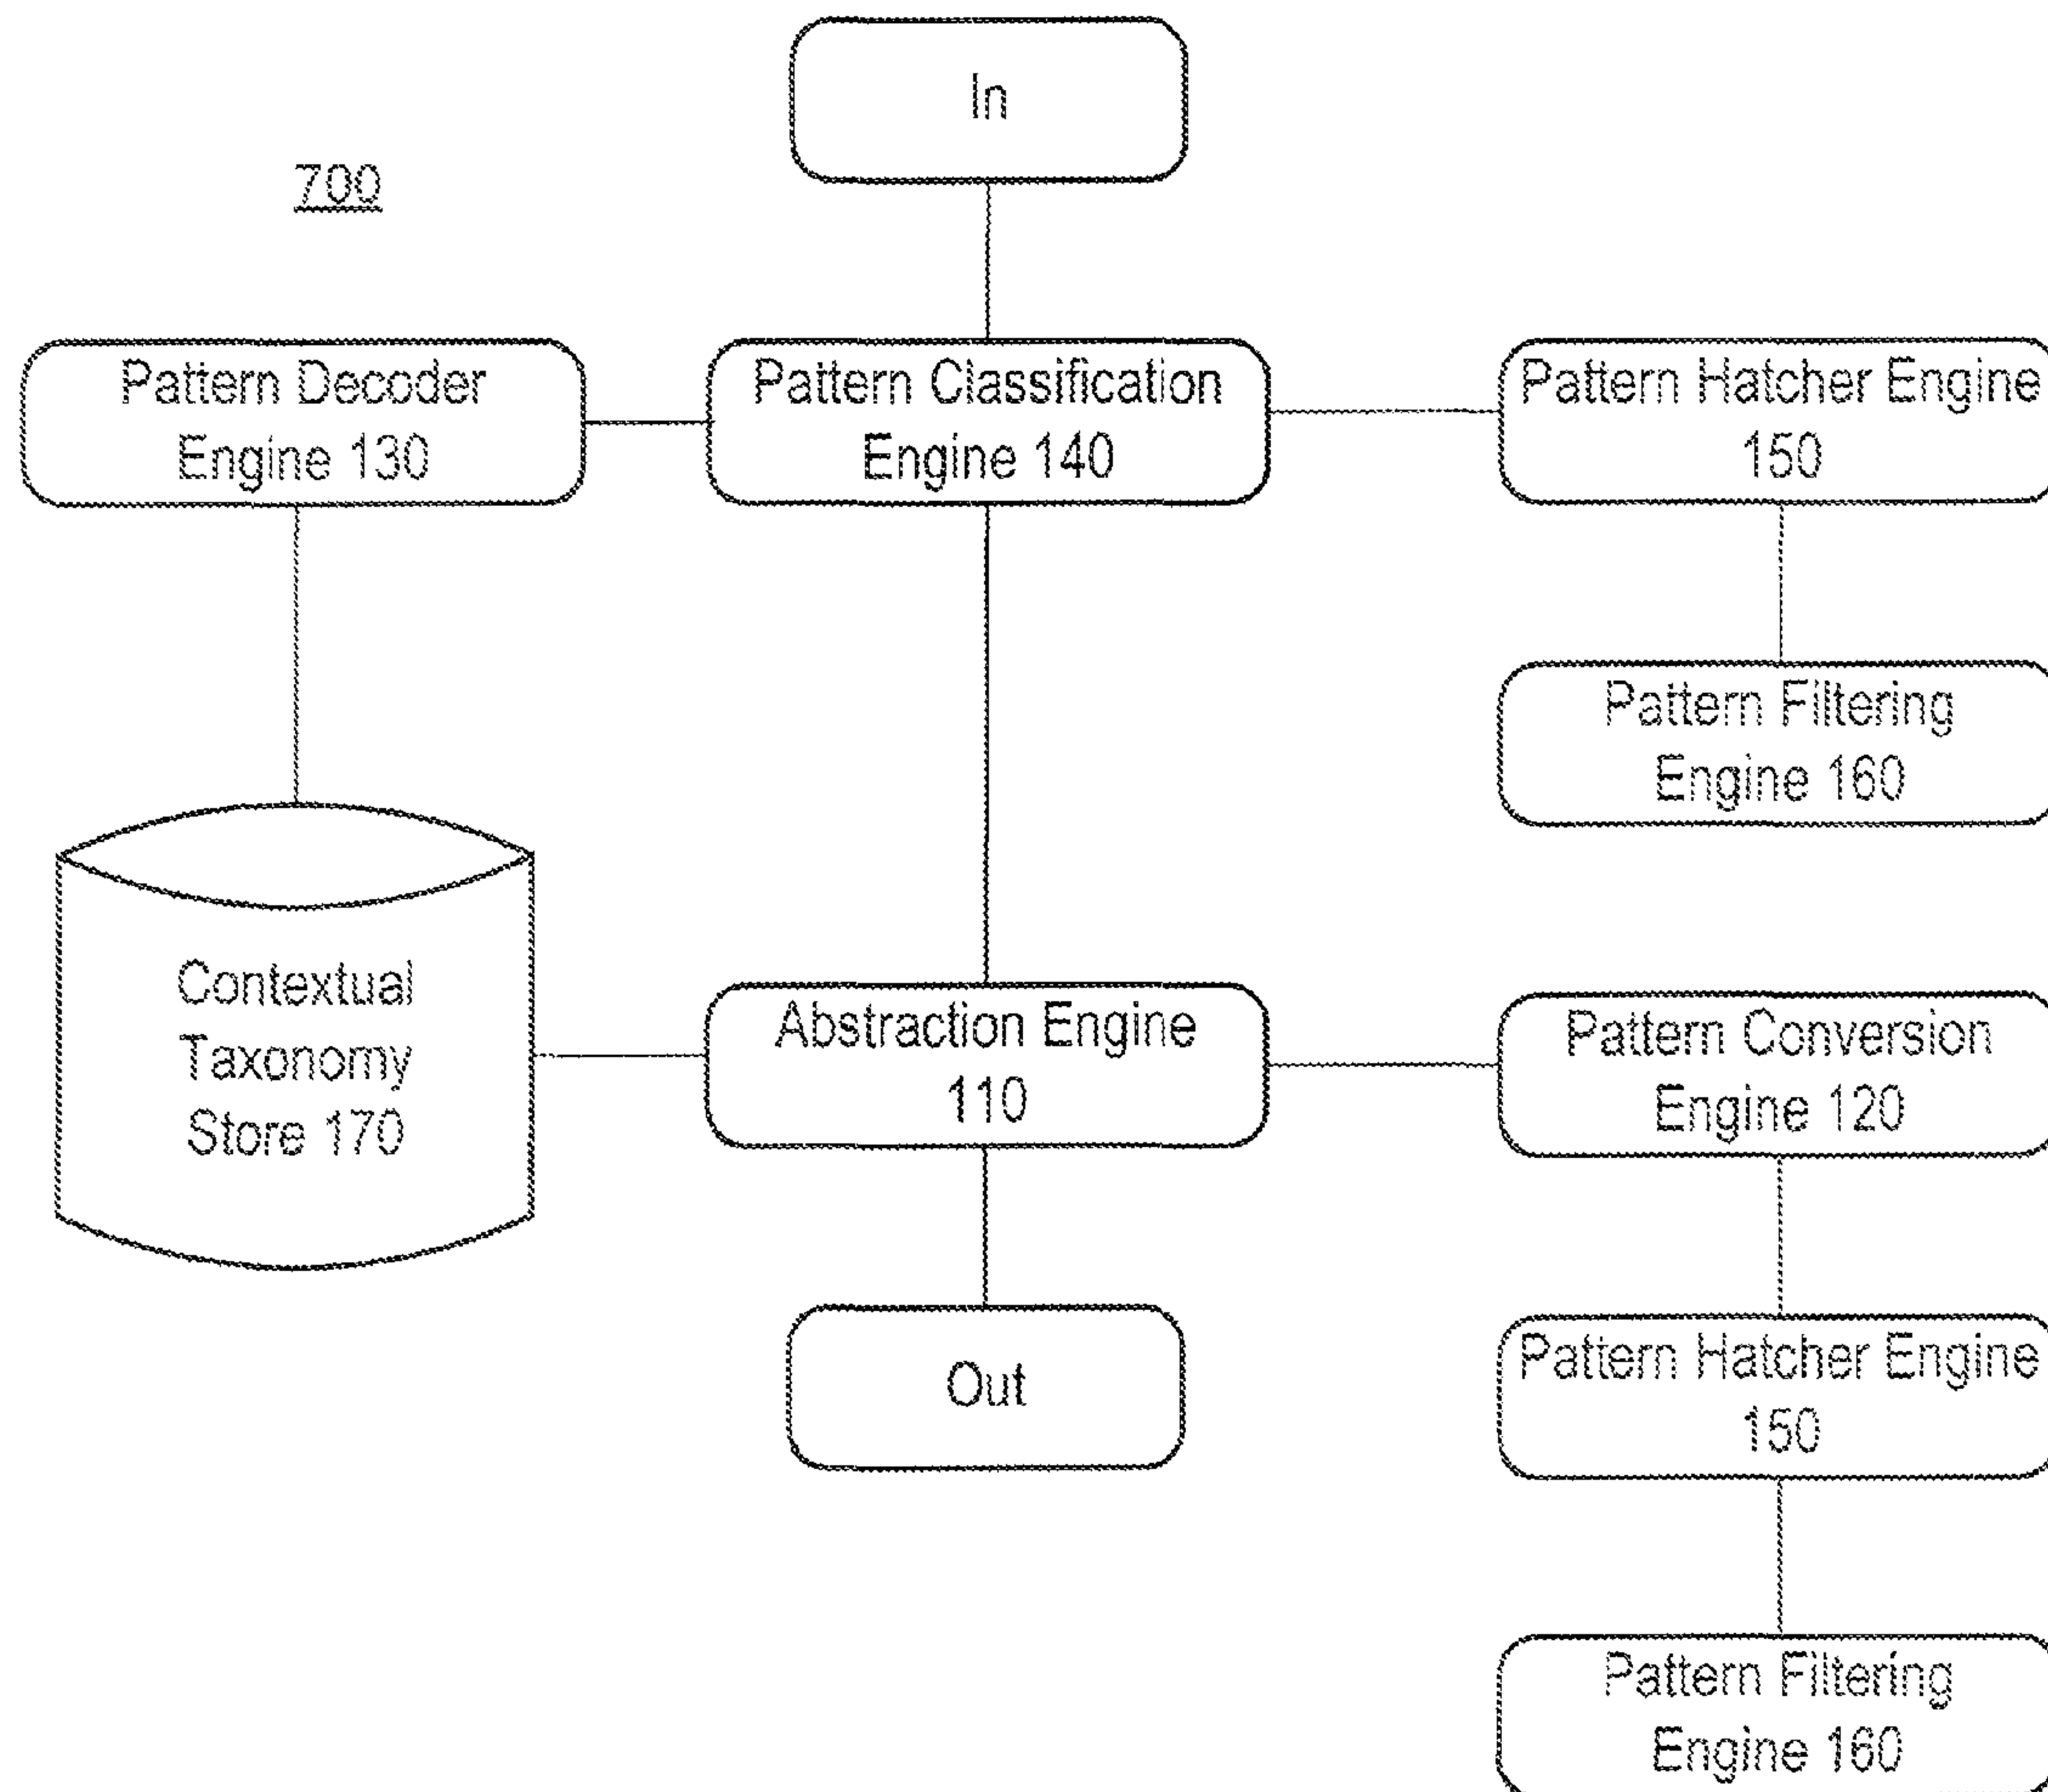 In
700
Pattern Decoder
Engine 130
Pattern Classification
Engine 140
Pattern Hatcher Engine
150
Pattern Filtering
Engine 160
Contextual
Taxonomy
Store 170
Abstraction Engine
110
Pattern Conversion
Engine 120
Out
Pattern Hatcher Engine
150
Pattern Filtering
Engine 160